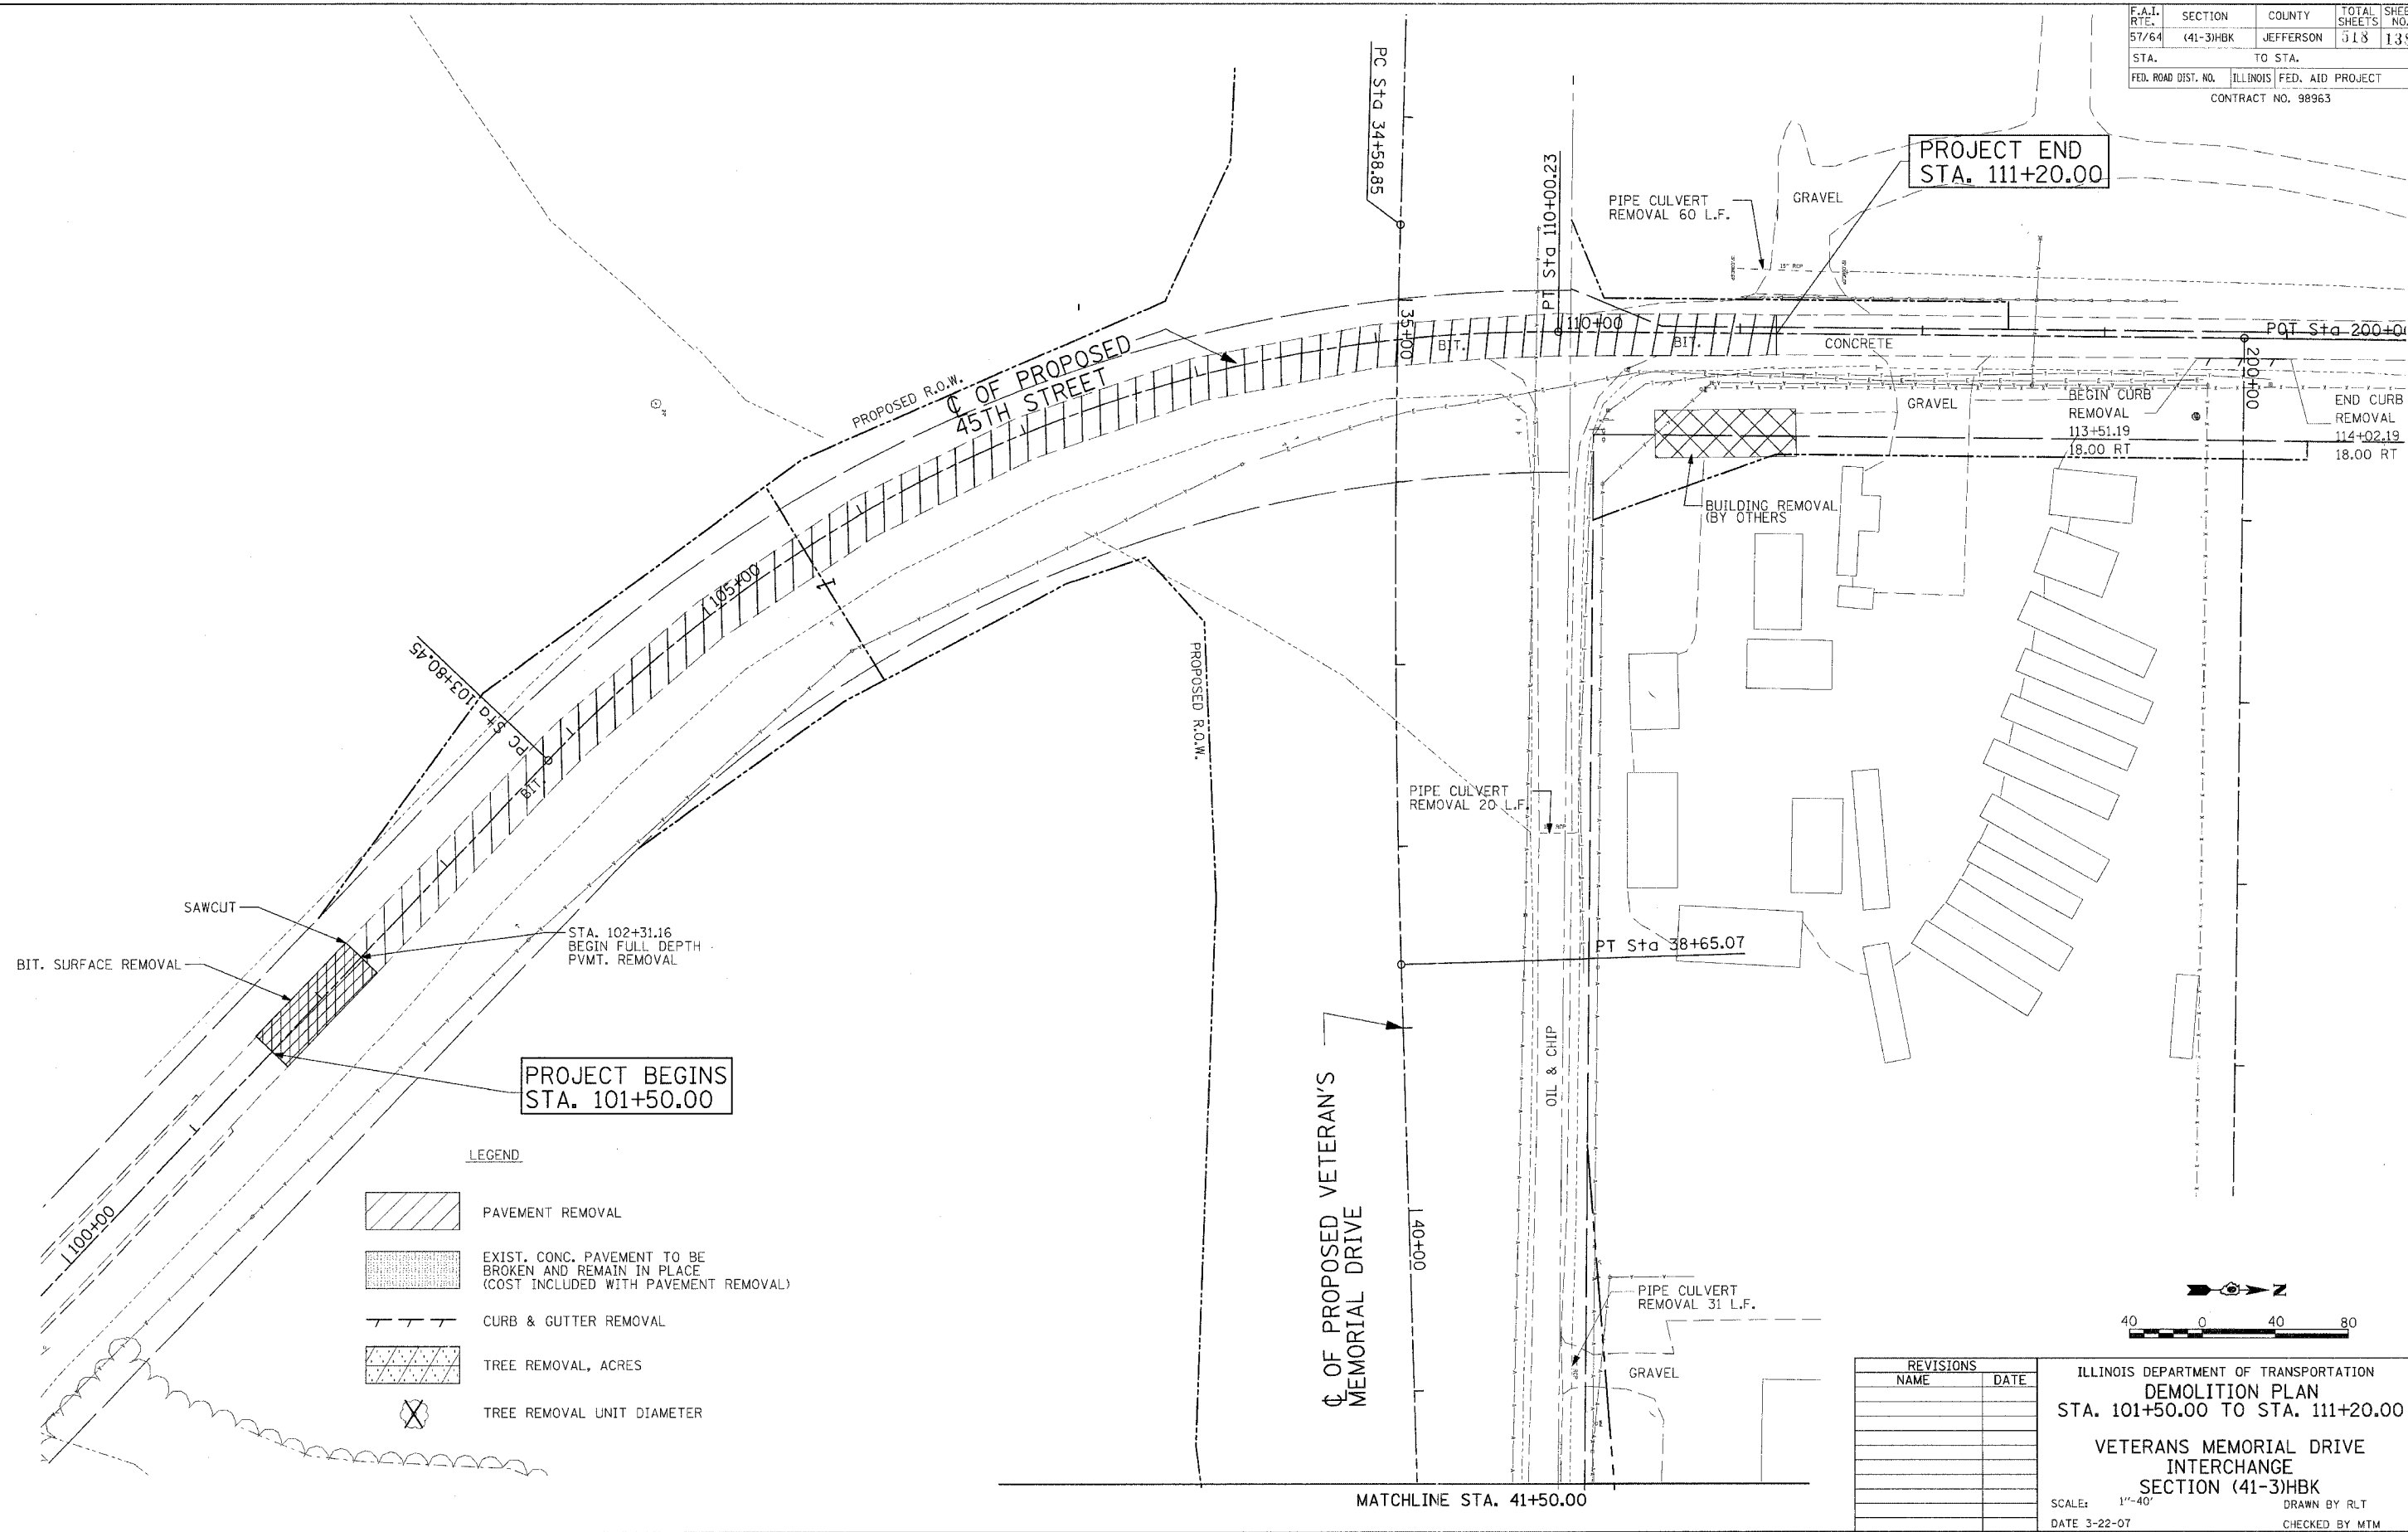 F.A.I. RTE. SECTION COUNTY TOTAL SHEETS
57/64 (41-3)HBK JEFFERSON 518
STA. TO STA.
FED. ROAD DIST. NO. ILLINOIS FED. AID PROJECT
CONTRACT NO. 98963
PC Sta 34+58.85
PT Sta 110+00.23
PROJECT END
STA. 111+20.00
PIPE CULVERT
REMOVAL 60 L.F.
GRAVEL
15" RCP
35+00
BIT.
110+00
BIT.
CONCRETE
POT Sta 200+0
200+00
PROPOSED R.O.W.
℄ OF PROPOSED
45TH STREET
GRAVEL
BEGIN CURB
REMOVAL
113+51.19
18.00 RT
END CURB
REMOVAL
114+02.19
18.00 RT
BUILDING REMOVAL
(BY OTHERS
105+00
PC Sta 103+80.45
BIT.
PROPOSED R.O.W.
PIPE CULVERT
REMOVAL 20 L.F.
SAWCUT
BIT. SURFACE REMOVAL
STA. 102+31.16
BEGIN FULL DEPTH
PVMT. REMOVAL
PT Sta 38+65.07
PROJECT BEGINS
STA. 101+50.00
OIL & CHIP
℄ OF PROPOSED VETERAN'S
MEMORIAL DRIVE
40+00
100+00
LEGEND
PAVEMENT REMOVAL
EXIST. CONC. PAVEMENT TO BE
BROKEN AND REMAIN IN PLACE
(COST INCLUDED WITH PAVEMENT REMOVAL)
CURB & GUTTER REMOVAL
TREE REMOVAL, ACRES
TREE REMOVAL UNIT DIAMETER
PIPE CULVERT
REMOVAL 31 L.F.
GRAVEL
MATCHLINE STA. 41+50.00
N
40 0 40 80
REVISIONS
NAME DATE
ILLINOIS DEPARTMENT OF TRANSPORTATION
DEMOLITION PLAN
STA. 101+50.00 TO STA. 111+20.00
VETERANS MEMORIAL DRIVE
INTERCHANGE
SECTION (41-3)HBK
SCALE: 1"-40'
DRAWN BY RLT
DATE 3-22-07
CHECKED BY MTM